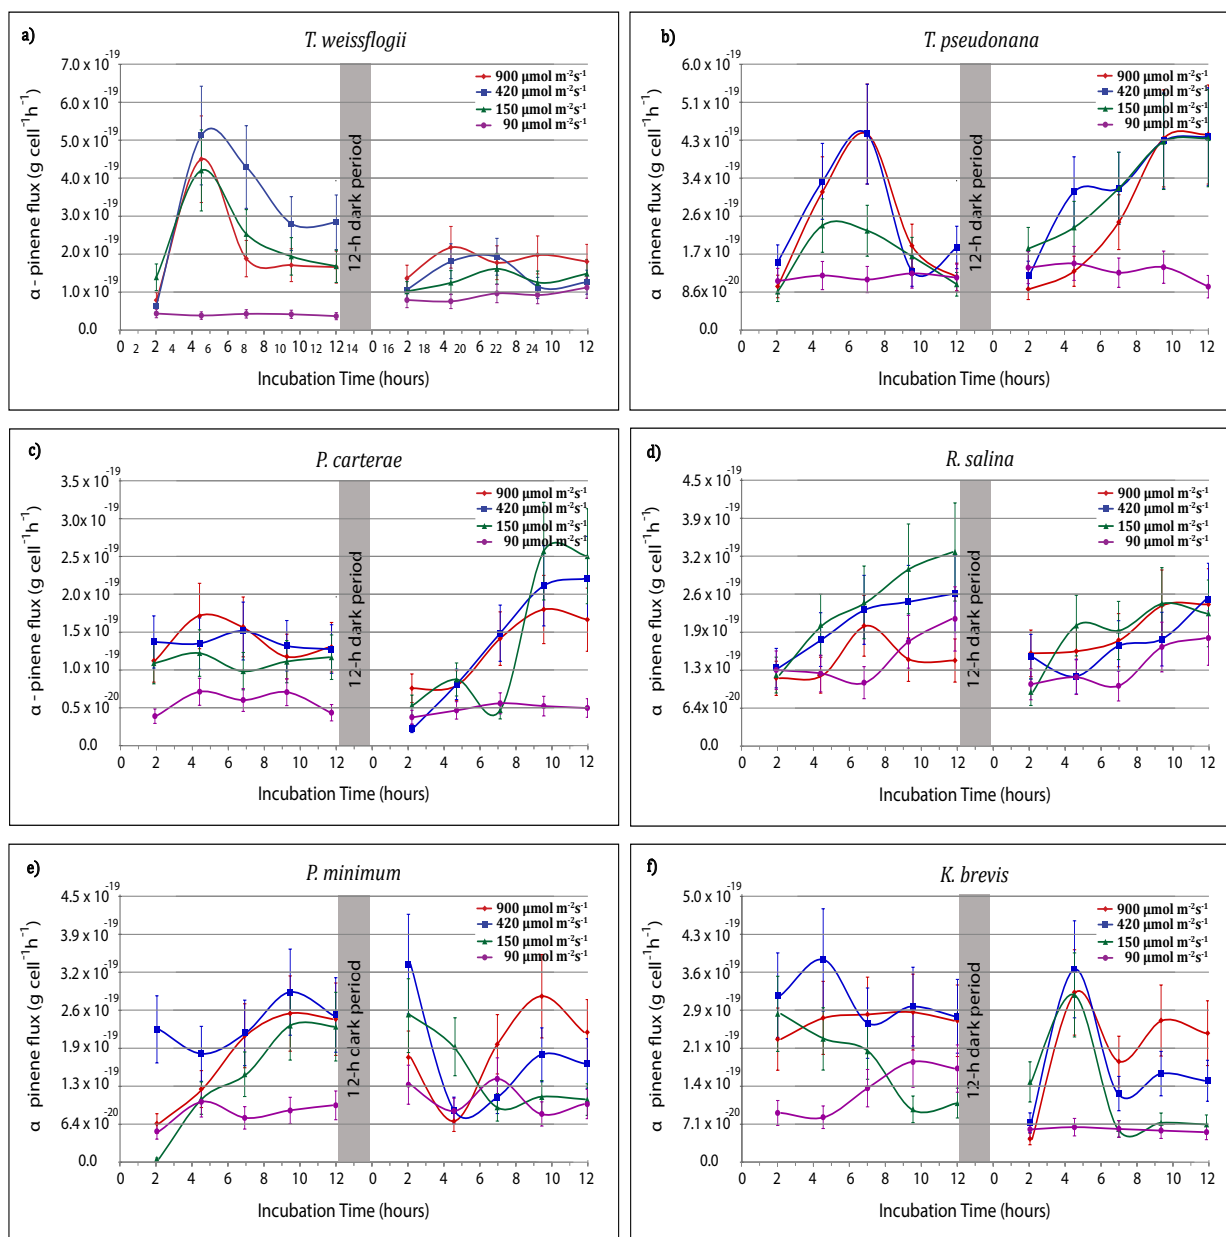 a)
T. weissflogii
7.0 x 10⁻¹⁹
6.0 x 10⁻¹⁹
5.0 x 10⁻¹⁹
4.0 x 10⁻¹⁹
3.0 x 10⁻¹⁹
2.0 x 10⁻¹⁹
1.0 x 10⁻¹⁹
0.0
α - pinene flux (g cell⁻¹h⁻¹)
900 µmol m⁻²s⁻¹
420 µmol m⁻²s⁻¹
150 µmol m⁻²s⁻¹
90 µmol m⁻²s⁻¹
12-h dark period
0 2 2 4 4 6 6 8 8 10 10 12 12 14 0 16 2 18 4 20 6 22 8 24 10 12
Incubation Time (hours)
b)
T. pseudonana
6.0 x 10⁻¹⁹
5.1 x 10⁻¹⁹
4.3 x 10⁻¹⁹
3.4 x 10⁻¹⁹
2.6 x 10⁻¹⁹
1.7 x 10⁻¹⁹
8.6 x 10⁻²⁰
0.0
α - pinene flux (g cell⁻¹h⁻¹)
900 µmol m⁻²s⁻¹
420 µmol m⁻²s⁻¹
150 µmol m⁻²s⁻¹
90 µmol m⁻²s⁻¹
12-h dark period
0 2 4 6 8 10 12 0 2 4 6 8 10 12
Incubation Time (hours)
c)
P. carterae
3.5 x 10⁻¹⁹
3.0 x 10⁻¹⁹
2.5 x 10⁻¹⁹
2.0 x 10⁻¹⁹
1.5 x 10⁻¹⁹
1.0 x 10⁻¹⁹
0.5 x 10⁻²⁰
0.0
α - pinene flux (g cell⁻¹h⁻¹)
900 µmol m⁻²s⁻¹
420 µmol m⁻²s⁻¹
150 µmol m⁻²s⁻¹
90 µmol m⁻²s⁻¹
12-h dark period
0 2 4 6 8 10 12 0 2 4 6 8 10 12
Incubation Time (hours)
d)
R. salina
4.5 x 10⁻¹⁹
3.9 x 10⁻¹⁹
3.2 x 10⁻¹⁹
2.6 x 10⁻¹⁹
1.9 x 10⁻¹⁹
1.3 x 10⁻¹⁹
6.4 x 10⁻²⁰
0.0
α - pinene flux (g cell⁻¹h⁻¹)
900 µmol m⁻²s⁻¹
420 µmol m⁻²s⁻¹
150 µmol m⁻²s⁻¹
90 µmol m⁻²s⁻¹
12-h dark period
0 2 4 6 8 10 12 0 2 4 6 8 10 12
Incubation Time (hours)
e)
P. minimum
4.5 x 10⁻¹⁹
3.9 x 10⁻¹⁹
3.2 x 10⁻¹⁹
2.6 x 10⁻¹⁹
1.9 x 10⁻¹⁹
1.3 x 10⁻¹⁹
6.4 x 10⁻²⁰
0.0
α - pinene flux (g cell⁻¹h⁻¹)
900 µmol m⁻²s⁻¹
420 µmol m⁻²s⁻¹
150 µmol m⁻²s⁻¹
90 µmol m⁻²s⁻¹
12-h dark period
0 2 4 6 8 10 12 0 2 4 6 8 10 12
Incubation Time (hours)
f)
K. brevis
5.0 x 10⁻¹⁹
4.3 x 10⁻¹⁹
3.6 x 10⁻¹⁹
2.9 x 10⁻¹⁹
2.1 x 10⁻¹⁹
1.4 x 10⁻¹⁹
7.1 x 10⁻²⁰
0.0
α - pinene flux (g cell⁻¹h⁻¹)
900 µmol m⁻²s⁻¹
420 µmol m⁻²s⁻¹
150 µmol m⁻²s⁻¹
90 µmol m⁻²s⁻¹
12-h dark period
0 2 4 6 8 10 12 0 2 4 6 8 10 12
Incubation Time (hours)